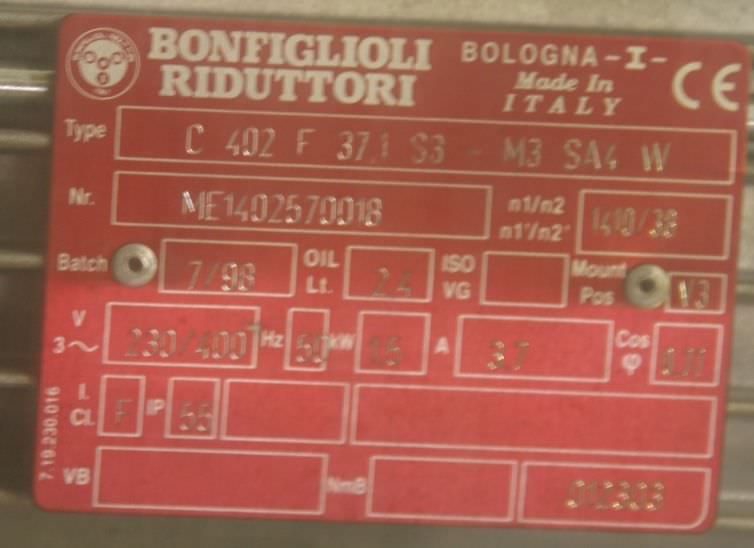 BONFIGLIOLI BOLOGNA -I- CE
RIDUTTORI Made In
ITALY
Type C 402 F 37.1 S3 - M3 SA4 W
Nr. ME1402570018 n1/n2 1410/38
n1'/n2'
Batch 7/98 OIL Lt. 2.4 ISO VG Mount Pos V3
V 3~ 230/400 Hz 50 kW 1.5 A 3.7 Cos φ
I. Cl. F IP 55
7.19.230.016
VB NmB 012303